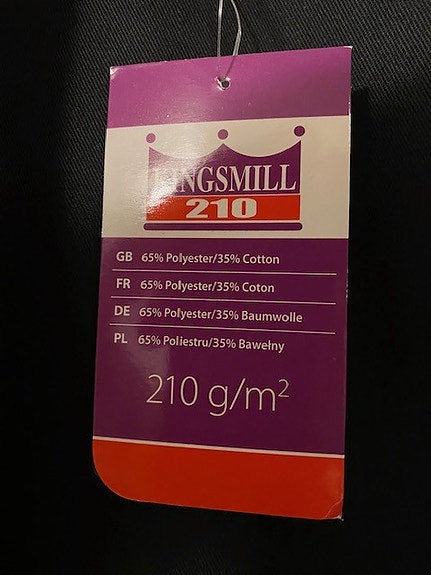 KINGSMILL
210
GB 65% Polyester/35% Cotton
FR 65% Polyester/35% Coton
DE 65% Polyester/35% Baumwolle
PL 65% Poliestru/35% Bawełny
210 g/m²